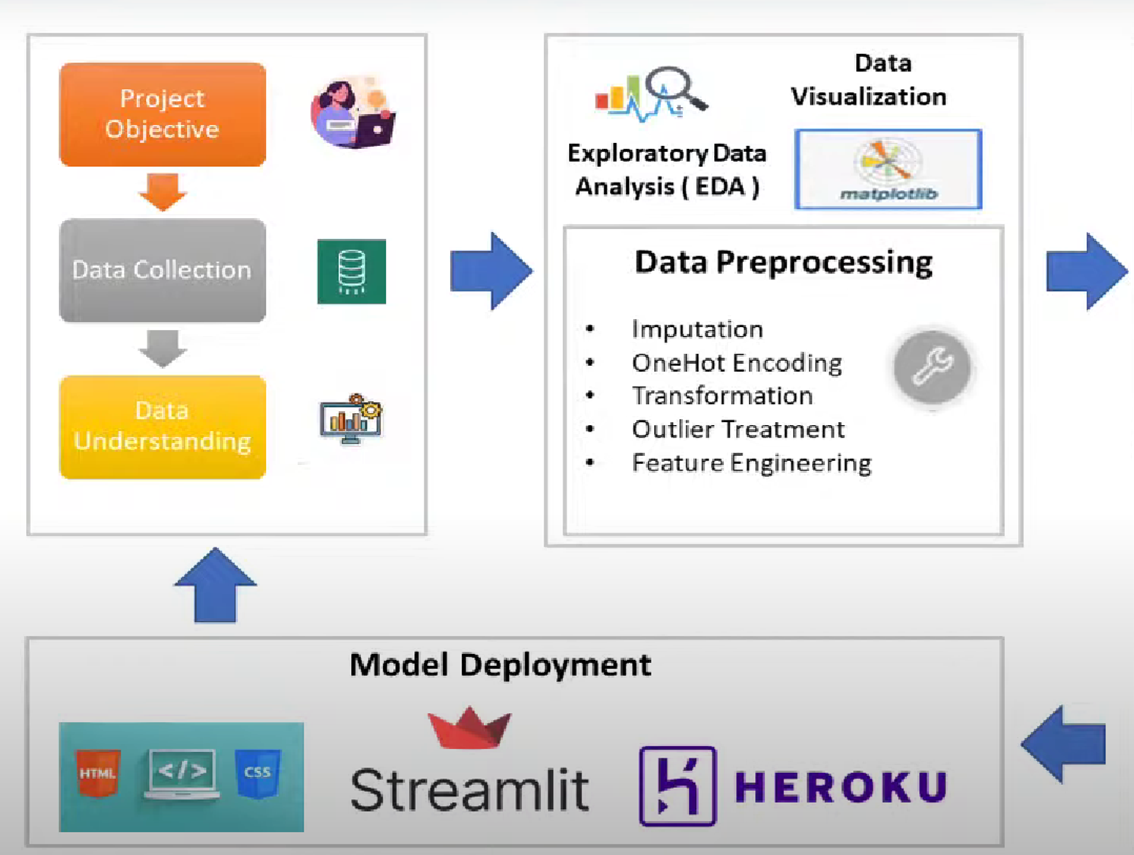 Project
Objective
Data Collection
Data
Understanding
Exploratory Data
Analysis ( EDA )
Data
Visualization
matplotlib
Data Preprocessing
• Imputation
• OneHot Encoding
• Transformation
• Outlier Treatment
• Feature Engineering
Model Deployment
HTML
</>
CSS
Streamlit
HEROKU